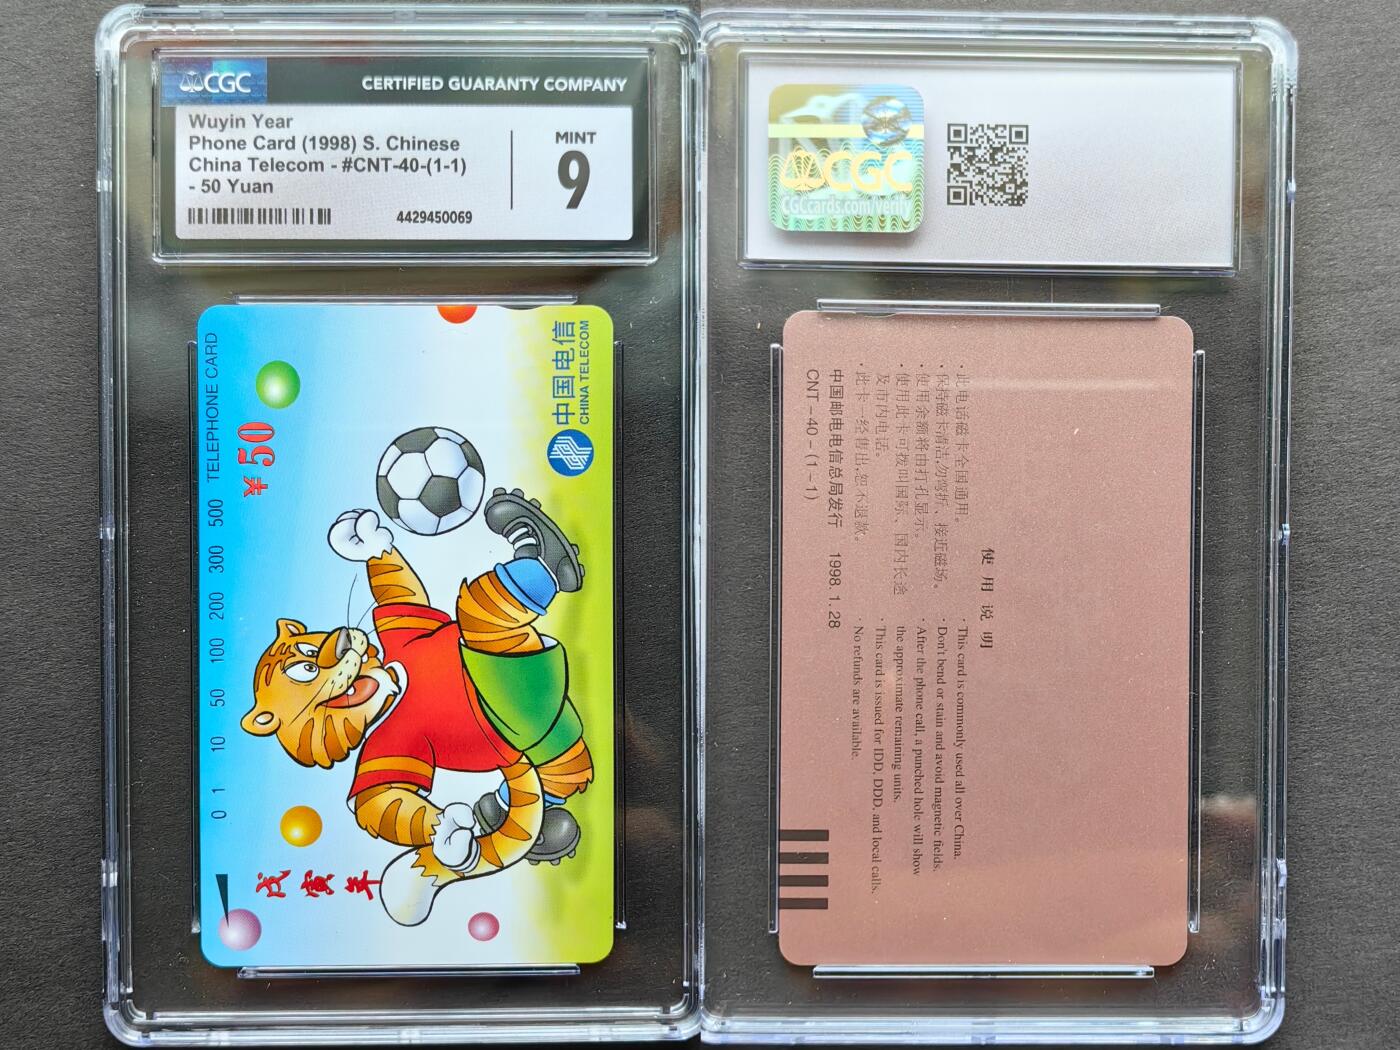 CGC
CERTIFIED GUARANTY COMPANY
Wuyin Year
Phone Card (1998) S. Chinese
China Telecom - #CNT-40-(1-1)
- 50 Yuan
MINT
9
4429450069
中国电信
CHINA TELECOM
TELEPHONE CARD
¥50
0 1 10 50 100 200 300 500
戊寅年
CGC
CGCcards.com/verify
使用说明
·此电话磁卡全国通用。
·保持磁卡清洁,勿弯折、接近磁场。
·使用余额将由打孔显示。
·使用此卡可拨叫国际、国内长途
及市内电话。
·此卡一经售出,恕不退款。
中国邮电电信总局发行 1998.1.28
CNT-40-(1-1)
·This card is commonly used all over China.
·Don't bend or stain and avoid magnetic fields.
·After the phone call, a punched hole will show
the approximate remaining units.
·This card is issued for IDD, DDD, and local calls.
·No refunds are available.